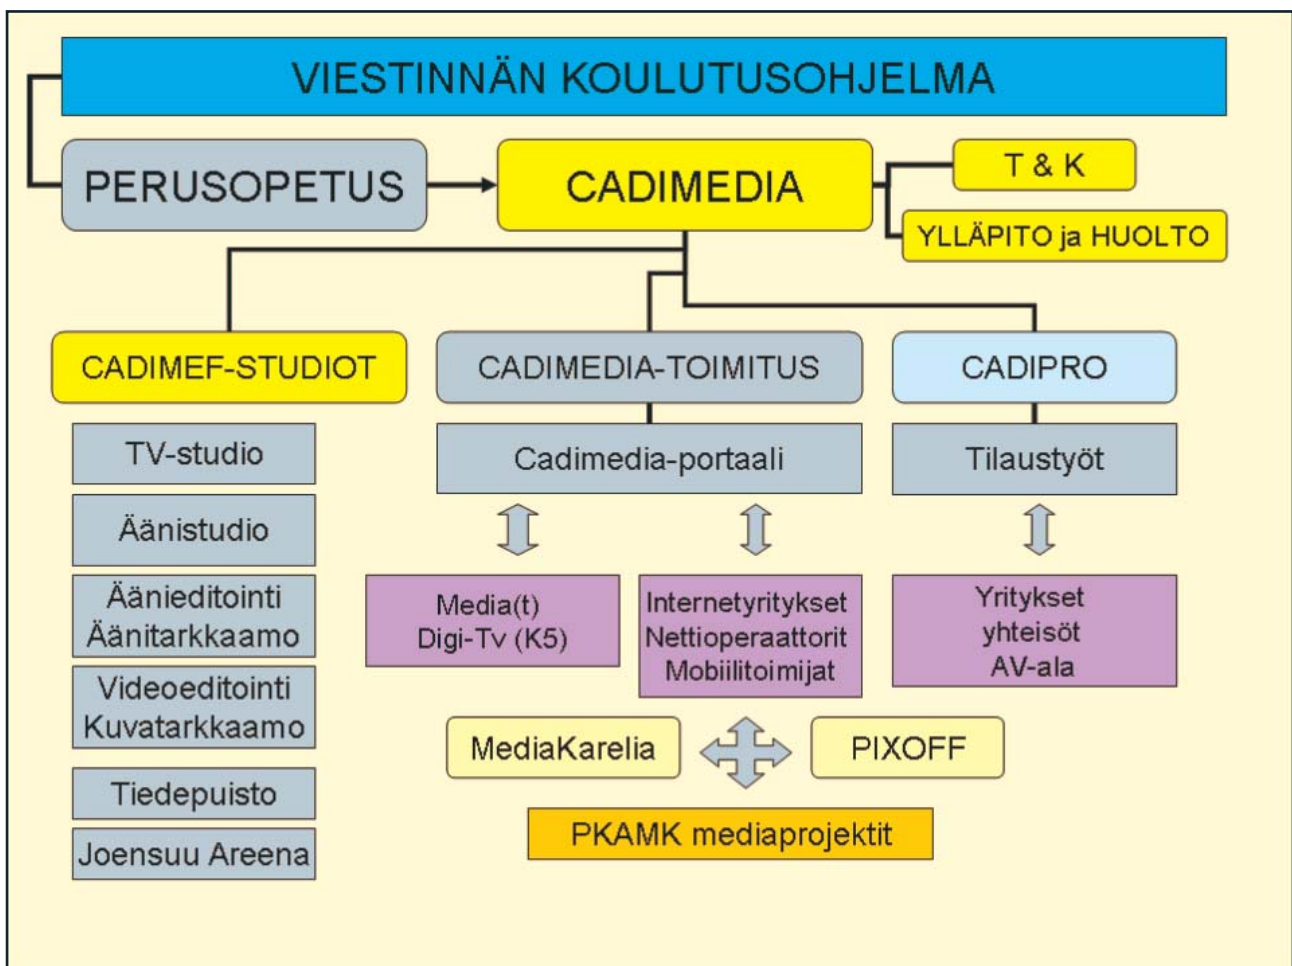 VIESTINNÄN KOULUTUSOHJELMA
PERUSOPETUS
CADIMEDIA
T & K
YLLÄPITO ja HUOLTO
CADIMEF-STUDIOT
CADIMEDIA-TOIMITUS
CADIPRO
TV-studio
Cadimedia-portaali
Tilaustyöt
Äänistudio
Äänieditointi
Äänitarkkaamo
Media(t)
Digi-Tv (K5)
Internetyritykset
Nettioperaattorit
Mobiilitoimijat
Yritykset
yhteisöt
AV-ala
Videoeditointi
Kuvatarkkaamo
MediaKarelia
PIXOFF
Tiedepuisto
PKAMK mediaprojektit
Joensuu Areena